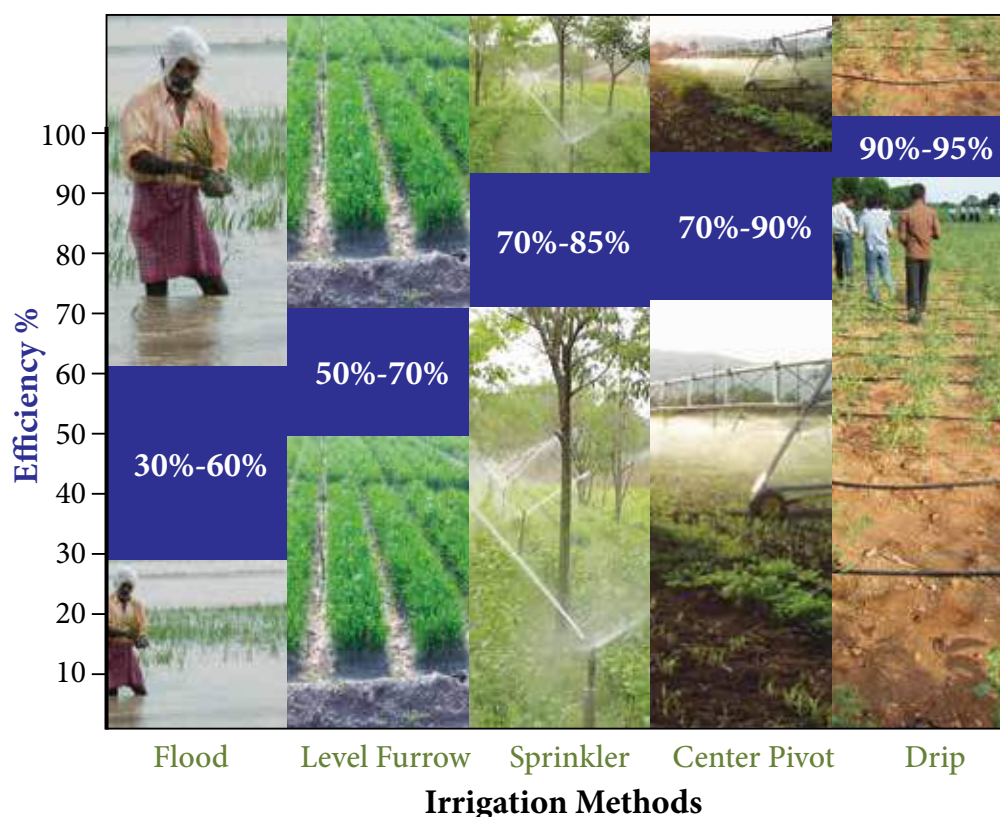 100
90
80
70
60
50
40
30
20
10
Efficiency %
30%-60%
50%-70%
70%-85%
70%-90%
90%-95%
Flood
Level Furrow
Sprinkler
Center Pivot
Drip
Irrigation Methods